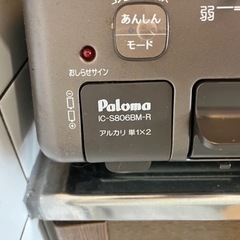 あんしん
モード
弱
おしらせサイン
Paloma
IC-S806BM-R
アルカリ 単1×2